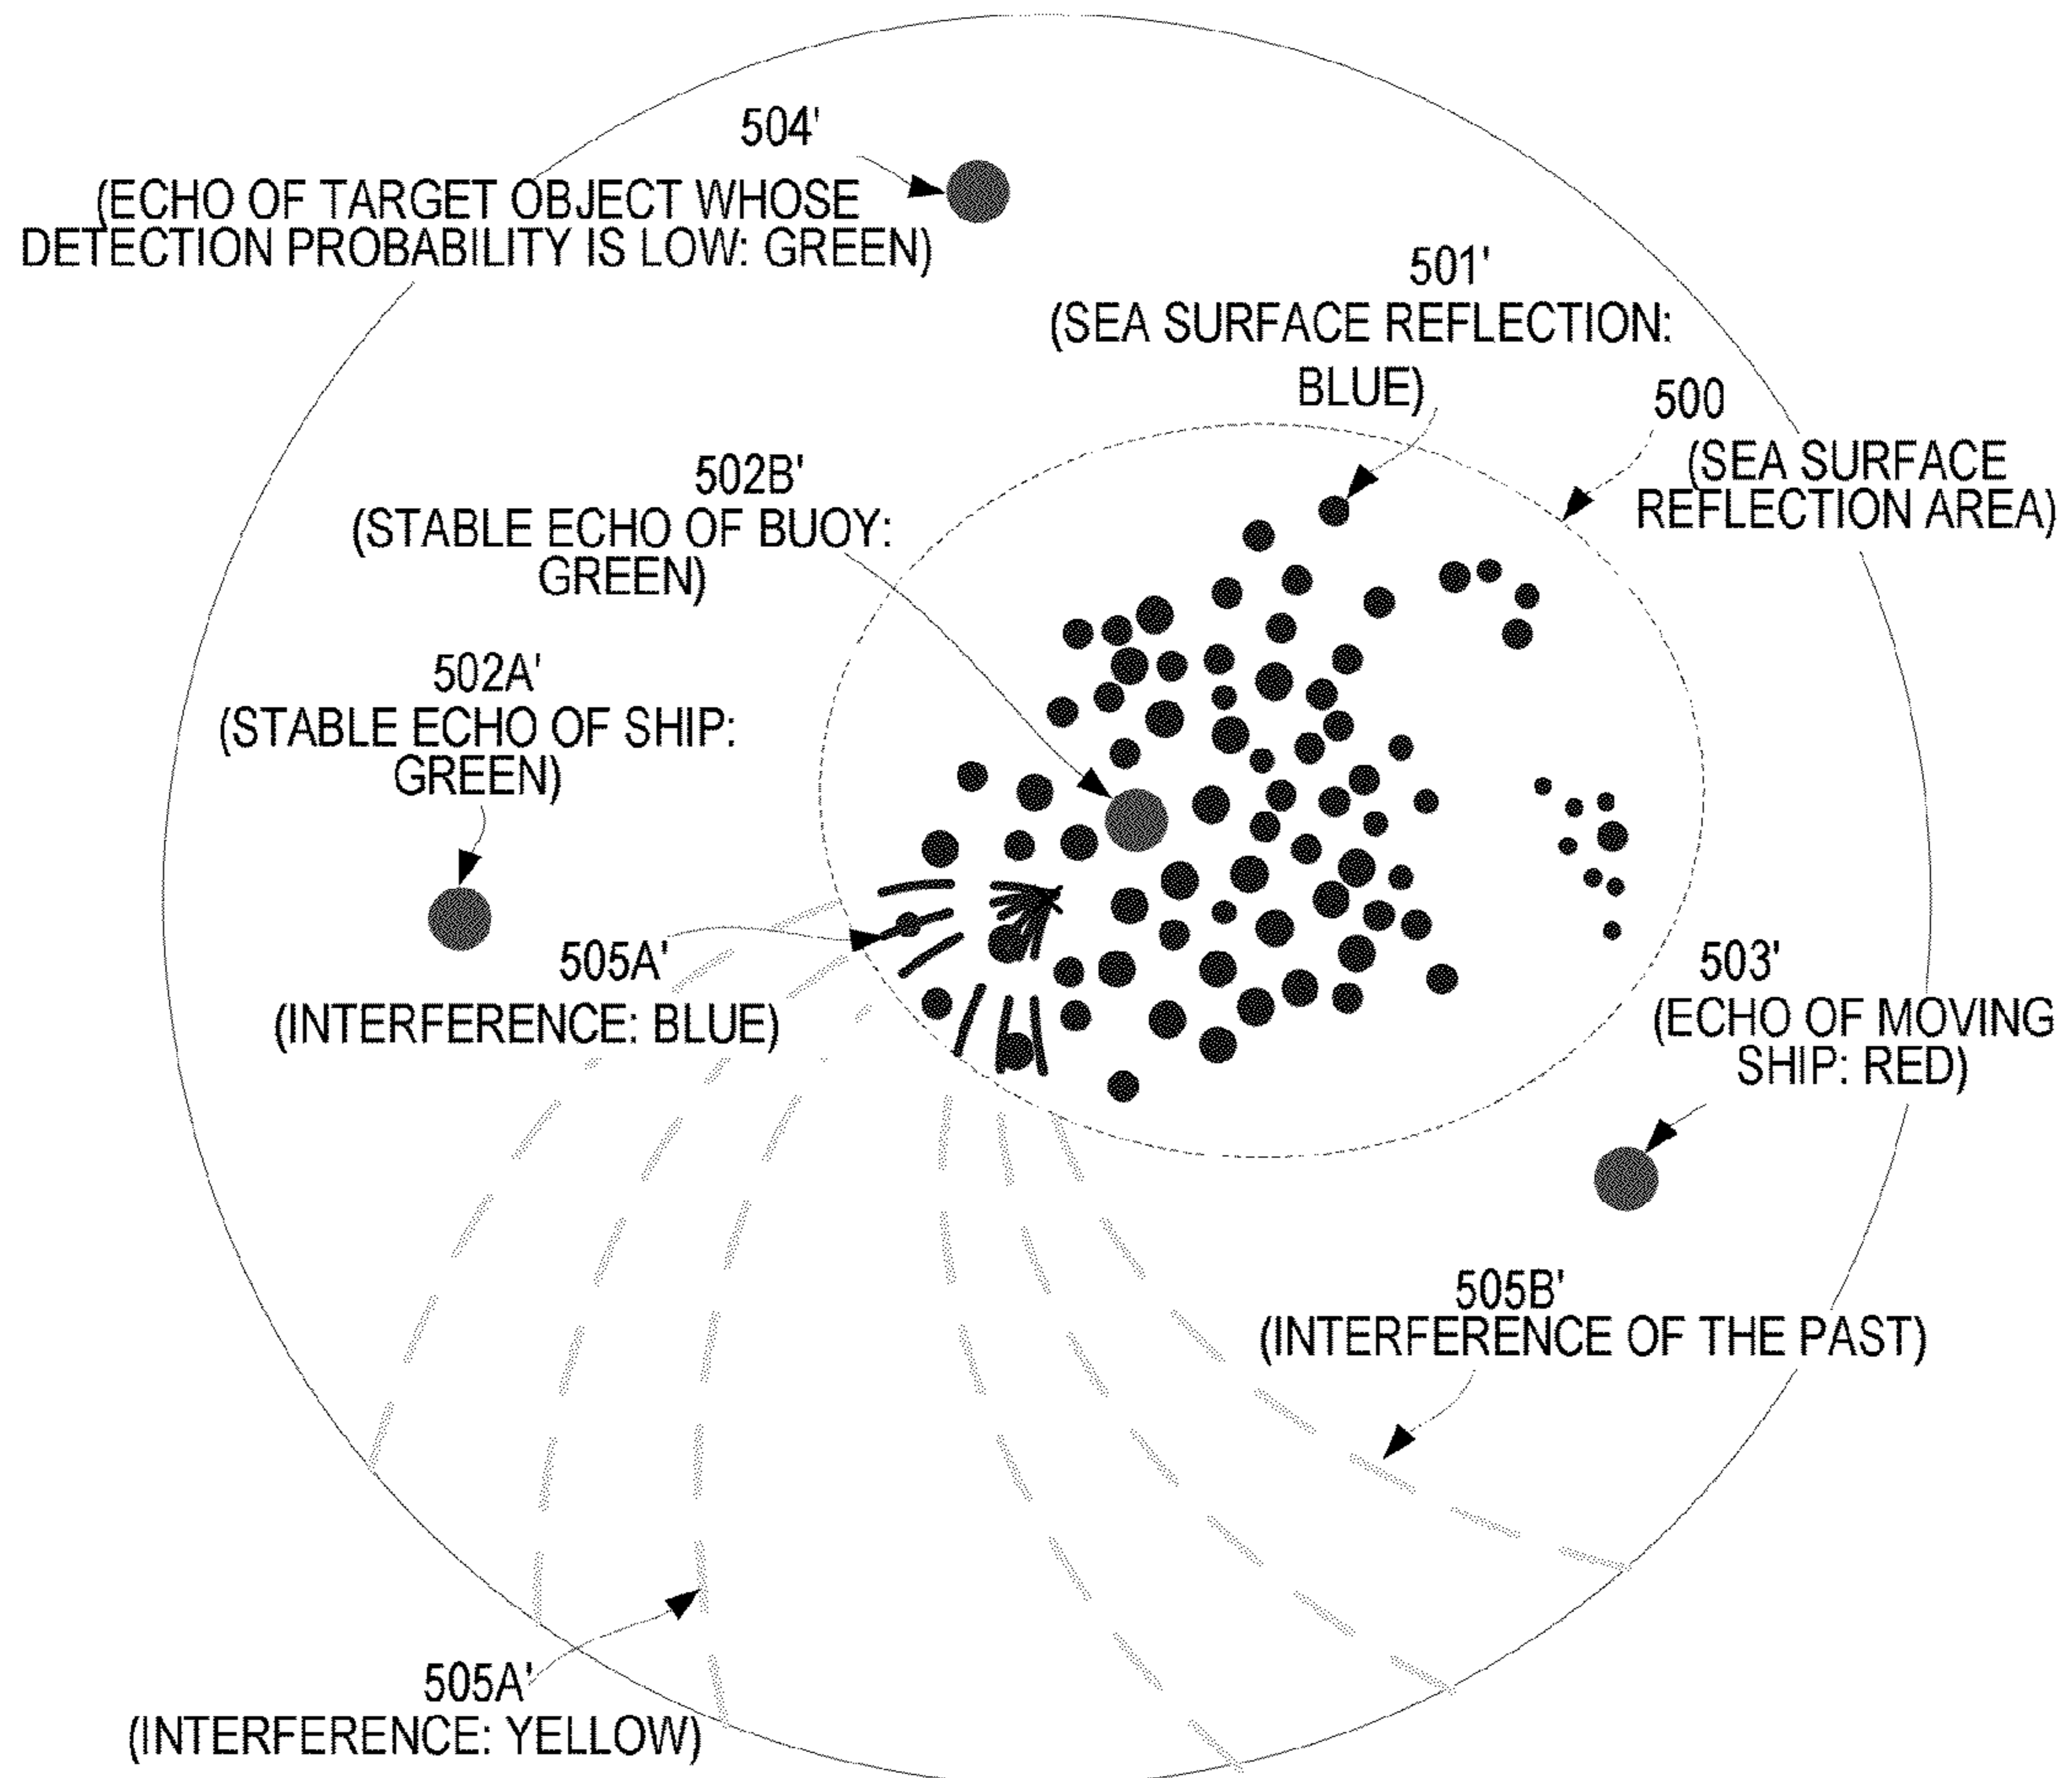 504'
(ECHO OF TARGET OBJECT WHOSE
DETECTION PROBABILITY IS LOW: GREEN)
501'
(SEA SURFACE REFLECTION:
BLUE)
500
(SEA SURFACE
REFLECTION AREA)
502B'
(STABLE ECHO OF BUOY:
GREEN)
502A'
(STABLE ECHO OF SHIP:
GREEN)
505A'
(INTERFERENCE: BLUE)
503'
(ECHO OF MOVING
SHIP: RED)
505B'
(INTERFERENCE OF THE PAST)
505A'
(INTERFERENCE: YELLOW)